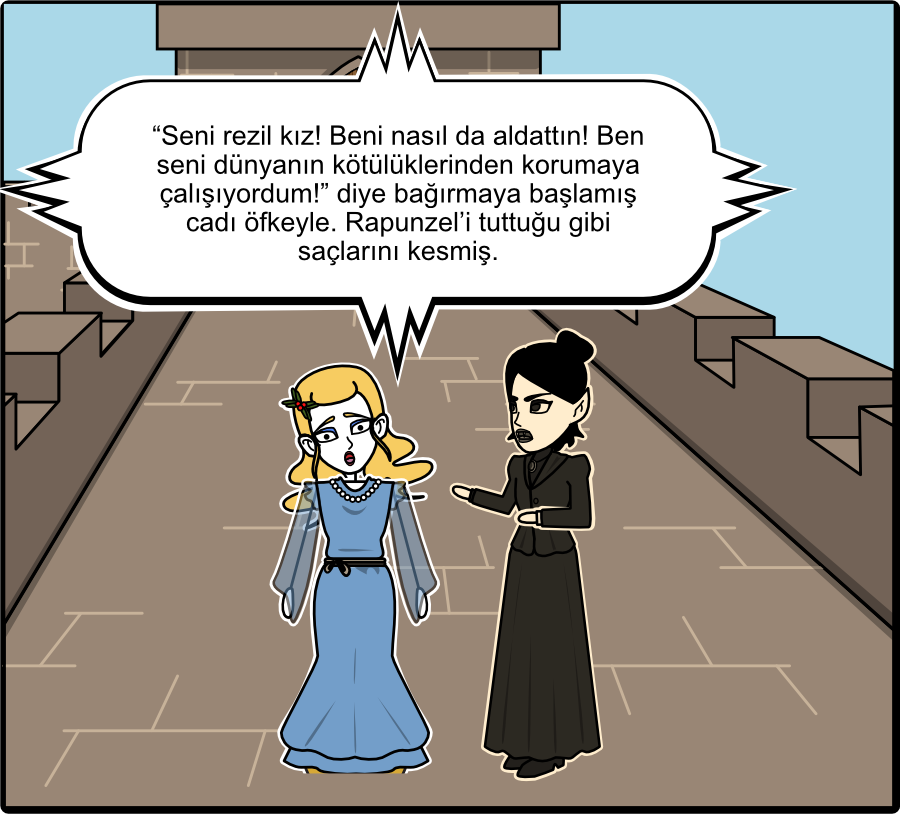 “Seni rezil kız! Beni nasıl da aldattın! Ben
seni dünyanın kötülüklerinden korumaya
çalışıyordum!” diye bağırmaya başlamış
cadı öfkeyle. Rapunzel’i tuttuğu gibi
saçlarını kesmiş.